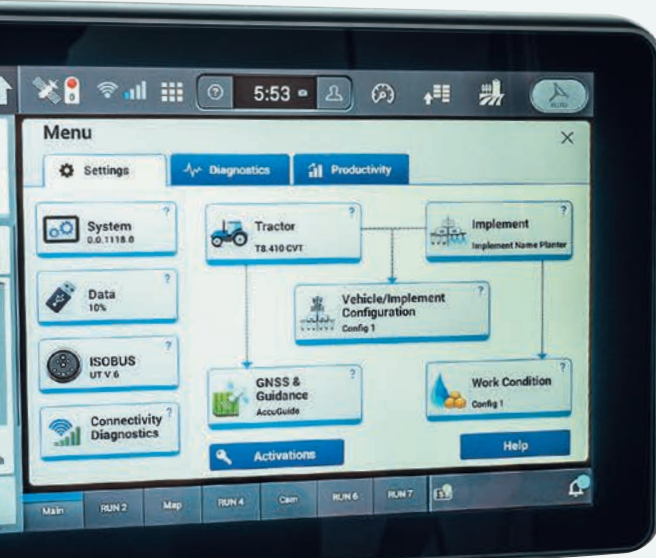 5:53
AUTO
Menu
Settings
Diagnostics
Productivity
System
0.0.1118.0
?
Tractor
T8.410 CVT
?
Implement
Implement Name Planter
?
Data
10%
?
Vehicle/Implement
Configuration
Config 1
?
ISOBUS
UT V.6
?
GNSS &
Guidance
AccuGuide
?
Work Condition
Config 1
?
Connectivity
Diagnostics
?
Activations
Help
Main
RUN 2
Map
RUN 4
Cam
RUN 6
RUN 7